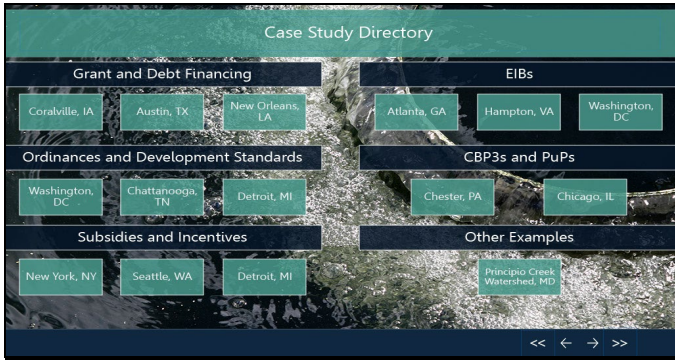 Case Study Directory
Grant and Debt Financing
Coralville, IA
Austin, TX
New Orleans,
LA
EIBs
Atlanta, GA
Hampton, VA
Washington,
DC
Ordinances and Development Standards
Washington,
DC
Chattanooga,
TN
Detroit, MI
CBP3s and PuPs
Chester, PA
Chicago, IL
Subsidies and Incentives
New York, NY
Seattle, WA
Detroit, MI
Other Examples
Principio Creek
Watershed, MD
<< ← → >>